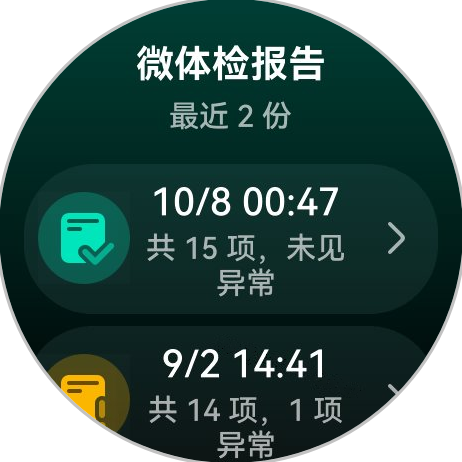 微体检报告
最近 2 份
10/8 00:47
共 15 项，未见
异常
9/2 14:41
共 14 项，1 项
异常